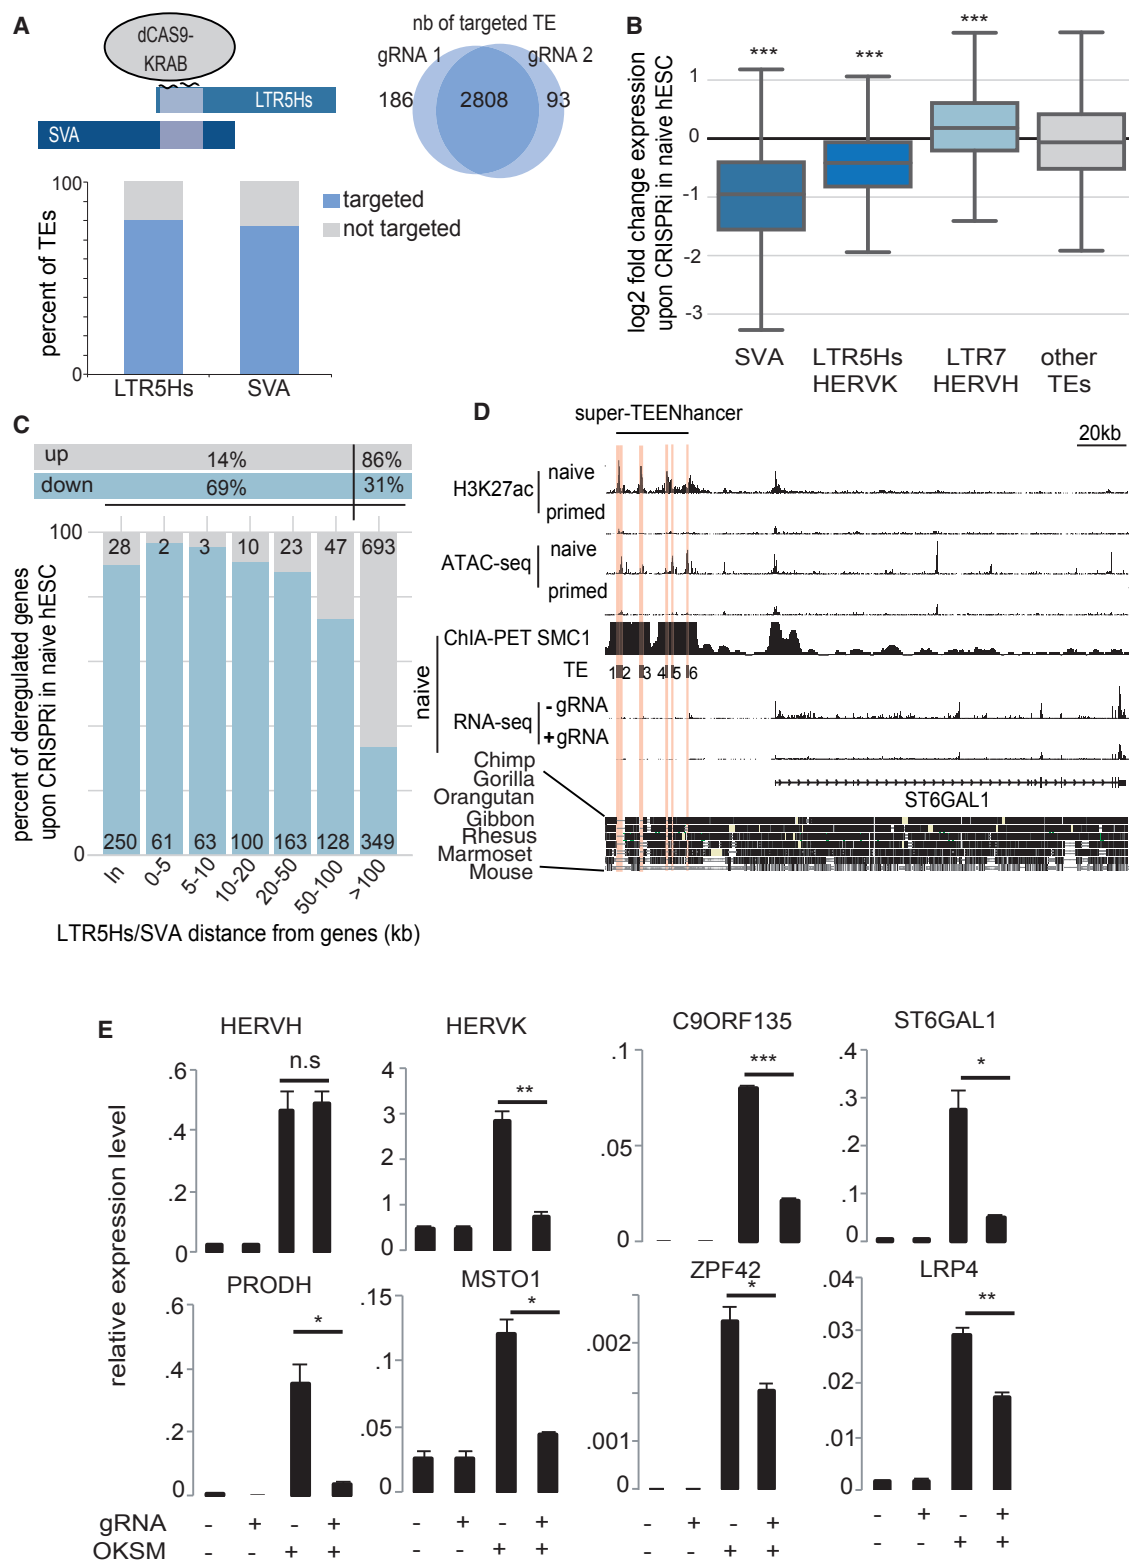 A
dCAS9-
KRAB
LTR5Hs
SVA
nb of targeted TE
gRNA 1
gRNA 2
186
2808
93
100
0
percent of TEs
LTR5Hs
SVA
targeted
not targeted
B
log2 fold change expression
upon CRISPRi in naive hESC
1
0
-1
-2
-3
***
***
***
SVA
LTR5Hs
HERVK
LTR7
HERVH
other
TEs
C
up
14%
86%
down
69%
31%
percent of deregulated genes
upon CRISPRi in naive hESC
100
0
28
2
3
10
23
47
693
250
61
63
100
163
128
349
In
0-5
5-10
10-20
20-50
50-100
>100
LTR5Hs/SVA distance from genes (kb)
D
super-TEENhancer
20kb
H3K27ac
naive
primed
ATAC-seq
naive
primed
naive
ChIA-PET SMC1
TE
1
2
3
4
5
6
RNA-seq
- gRNA
+gRNA
ST6GAL1
Chimp
Gorilla
Orangutan
Gibbon
Rhesus
Marmoset
Mouse
E
relative expression level
HERVH
.6
.4
.2
0
n.s
HERVK
4
3
2
1
0
**
C9ORF135
.1
.05
0
***
ST6GAL1
.4
.3
.2
.1
0
*
PRODH
.6
.4
.2
0
*
MSTO1
.15
.1
.05
0
*
ZPF42
.002
.001
0
*
LRP4
.04
.03
.02
.01
0
**
gRNA
- + - +
- + - +
- + - +
- + - +
OKSM
- - + +
- - + +
- - + +
- - + +